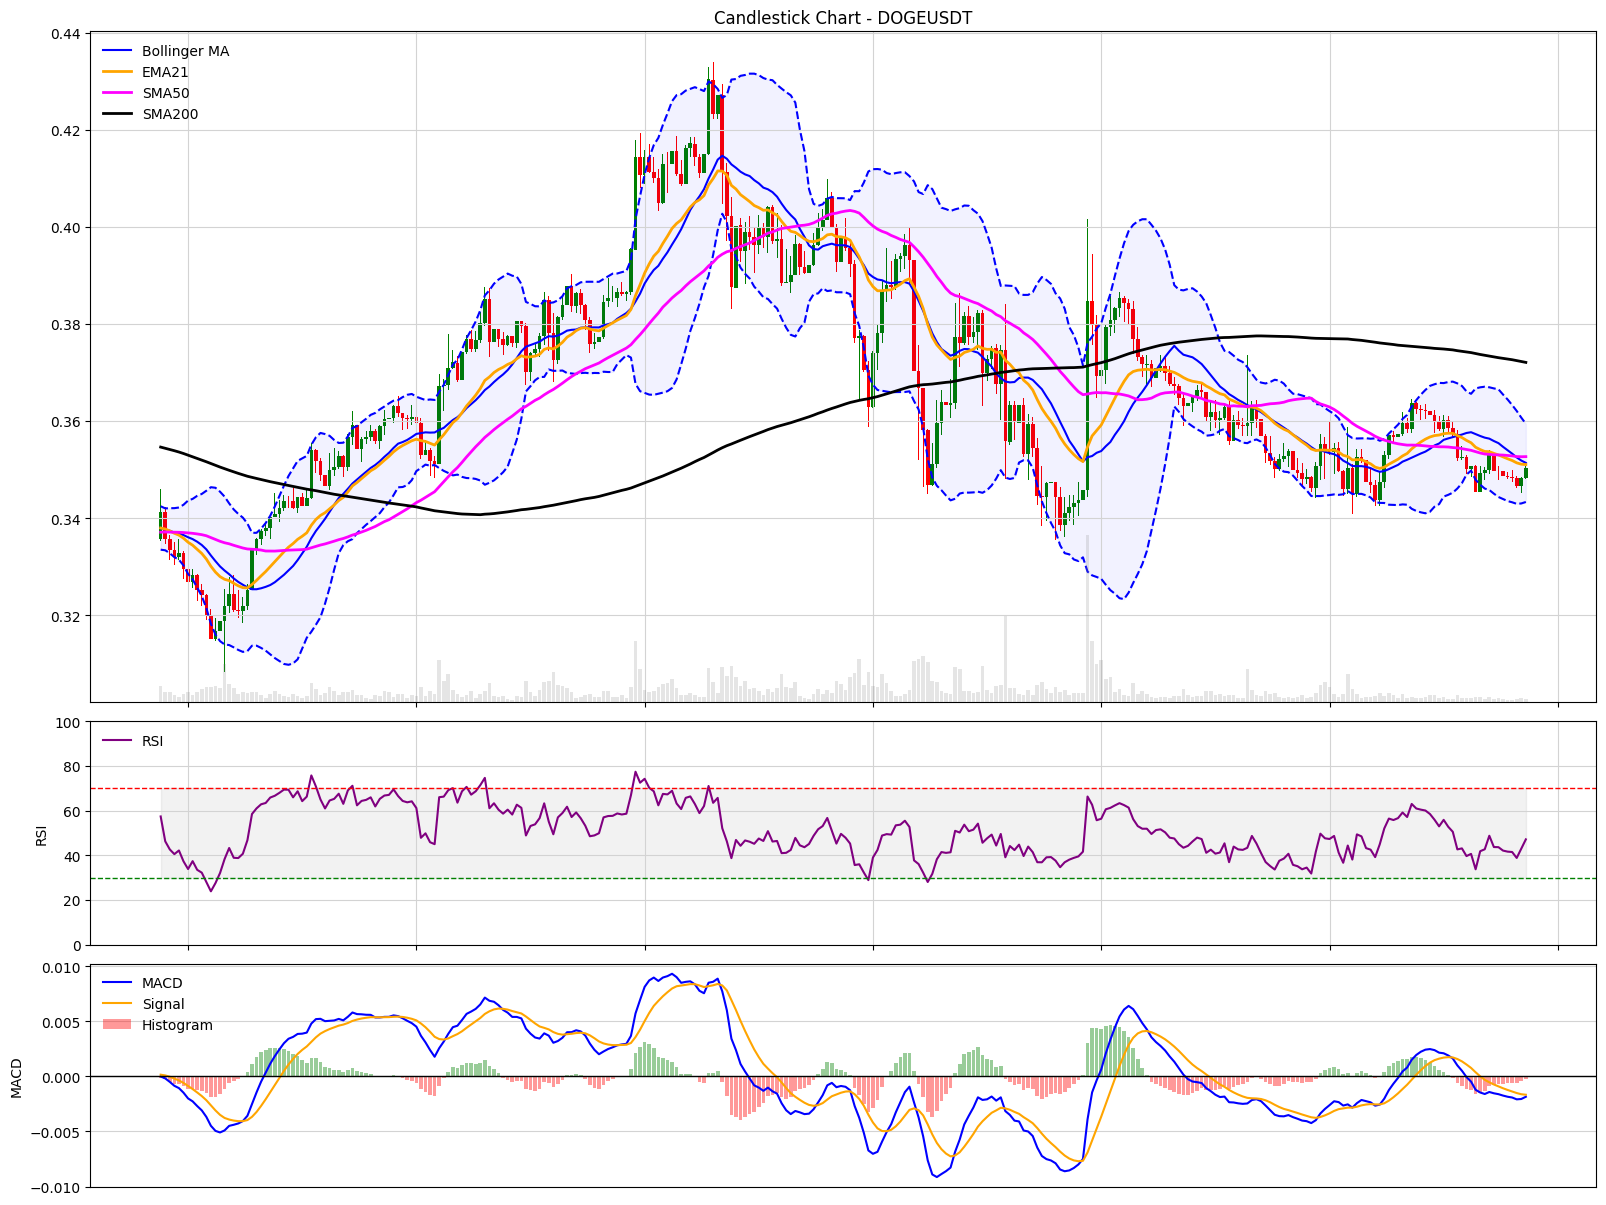 Candlestick Chart - DOGEUSDT
0.44
0.42
0.40
0.38
0.36
0.34
0.32
Bollinger MA
EMA21
SMA50
SMA200
100
80
60
40
20
0
RSI
RSI
0.010
0.005
0.000
−0.005
−0.010
MACD
MACD
Signal
Histogram